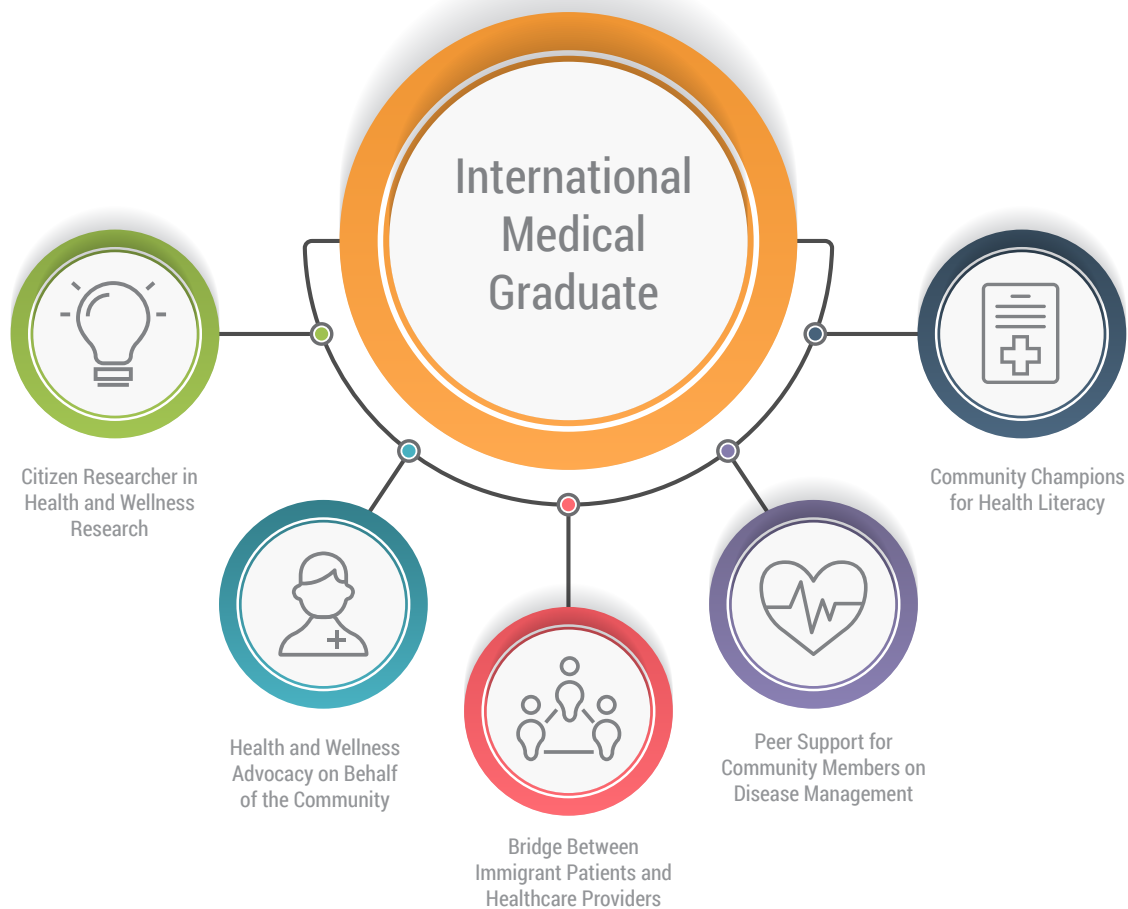 International
Medical
Graduate
Citizen Researcher in
Health and Wellness
Research
Health and Wellness
Advocacy on Behalf
of the Community
Bridge Between
Immigrant Patients and
Healthcare Providers
Peer Support for
Community Members on
Disease Management
Community Champions
for Health Literacy